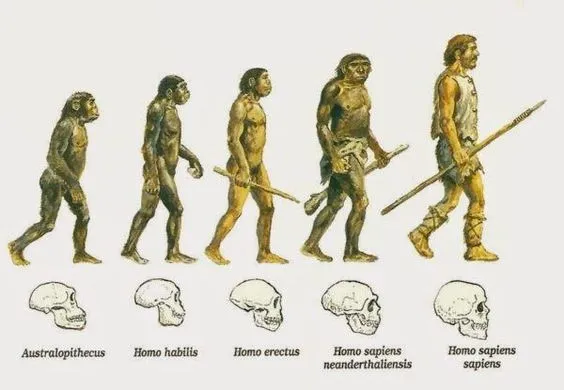 Australopithecus
Homo habilis
Homo erectus
Homo sapiens
neanderthaliensis
Homo sapiens
sapiens